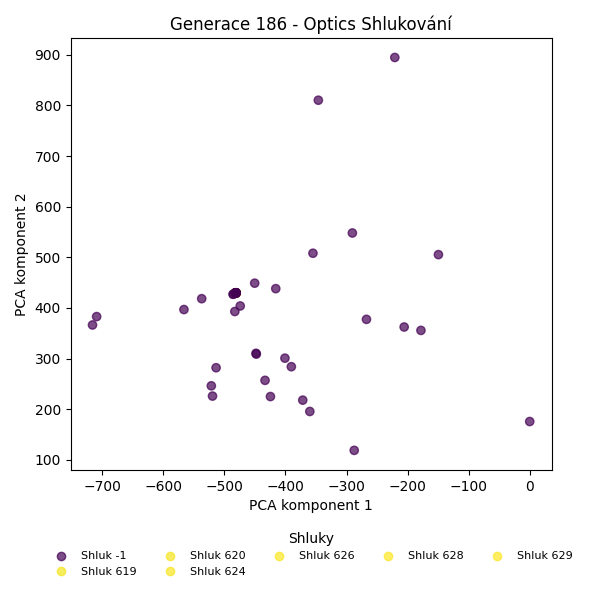 Generace 186 - Optics Shlukování
900
800
700
600
500
400
300
200
100
PCA komponent 2
−700 −600 −500 −400 −300 −200 −100 0
PCA komponent 1
Shluky
Shluk -1 Shluk 620 Shluk 626 Shluk 628 Shluk 629
Shluk 619 Shluk 624